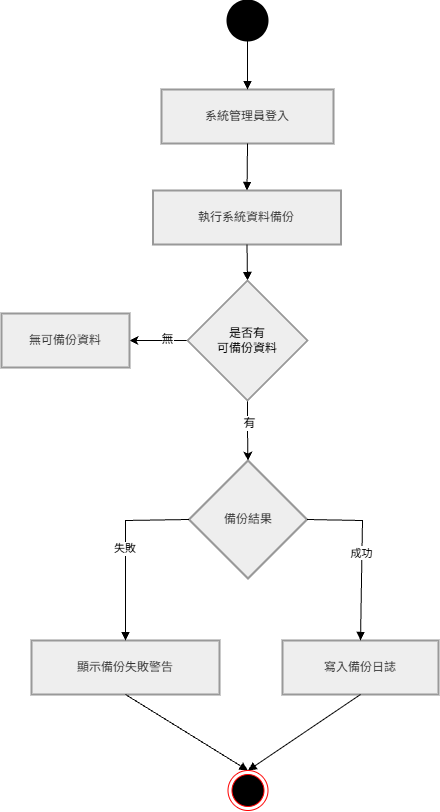 系統管理員登入
執行系統資料備份
是否有
可備份資料
無
無可備份資料
有
備份結果
失敗
成功
顯示備份失敗警告
寫入備份日誌